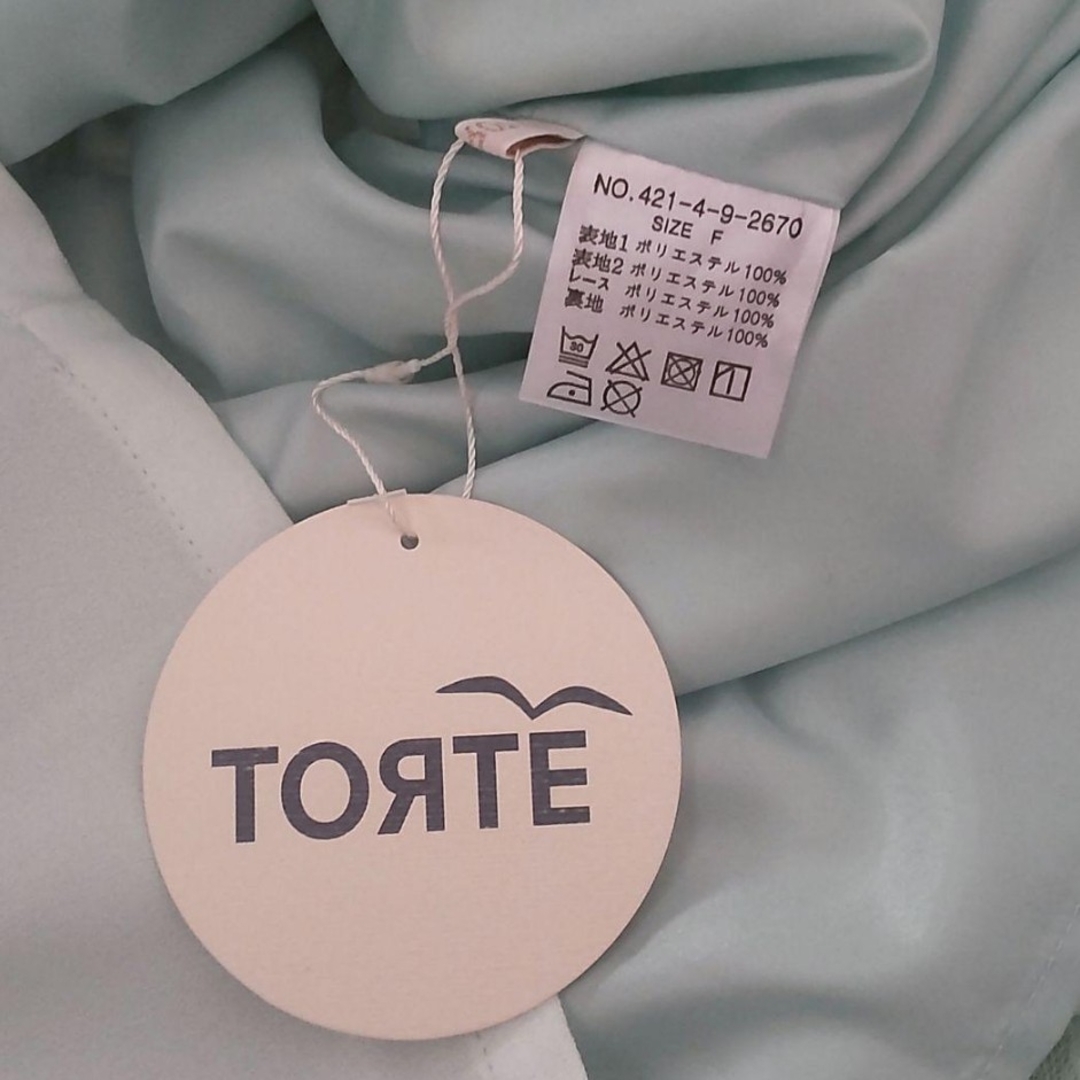 NO.421-4-9-2670
SIZE F
表地1 ポリエステル100%
表地2 ポリエステル100%
レース ポリエステル100%
裏地 ポリエステル100%
30
TOЯTE